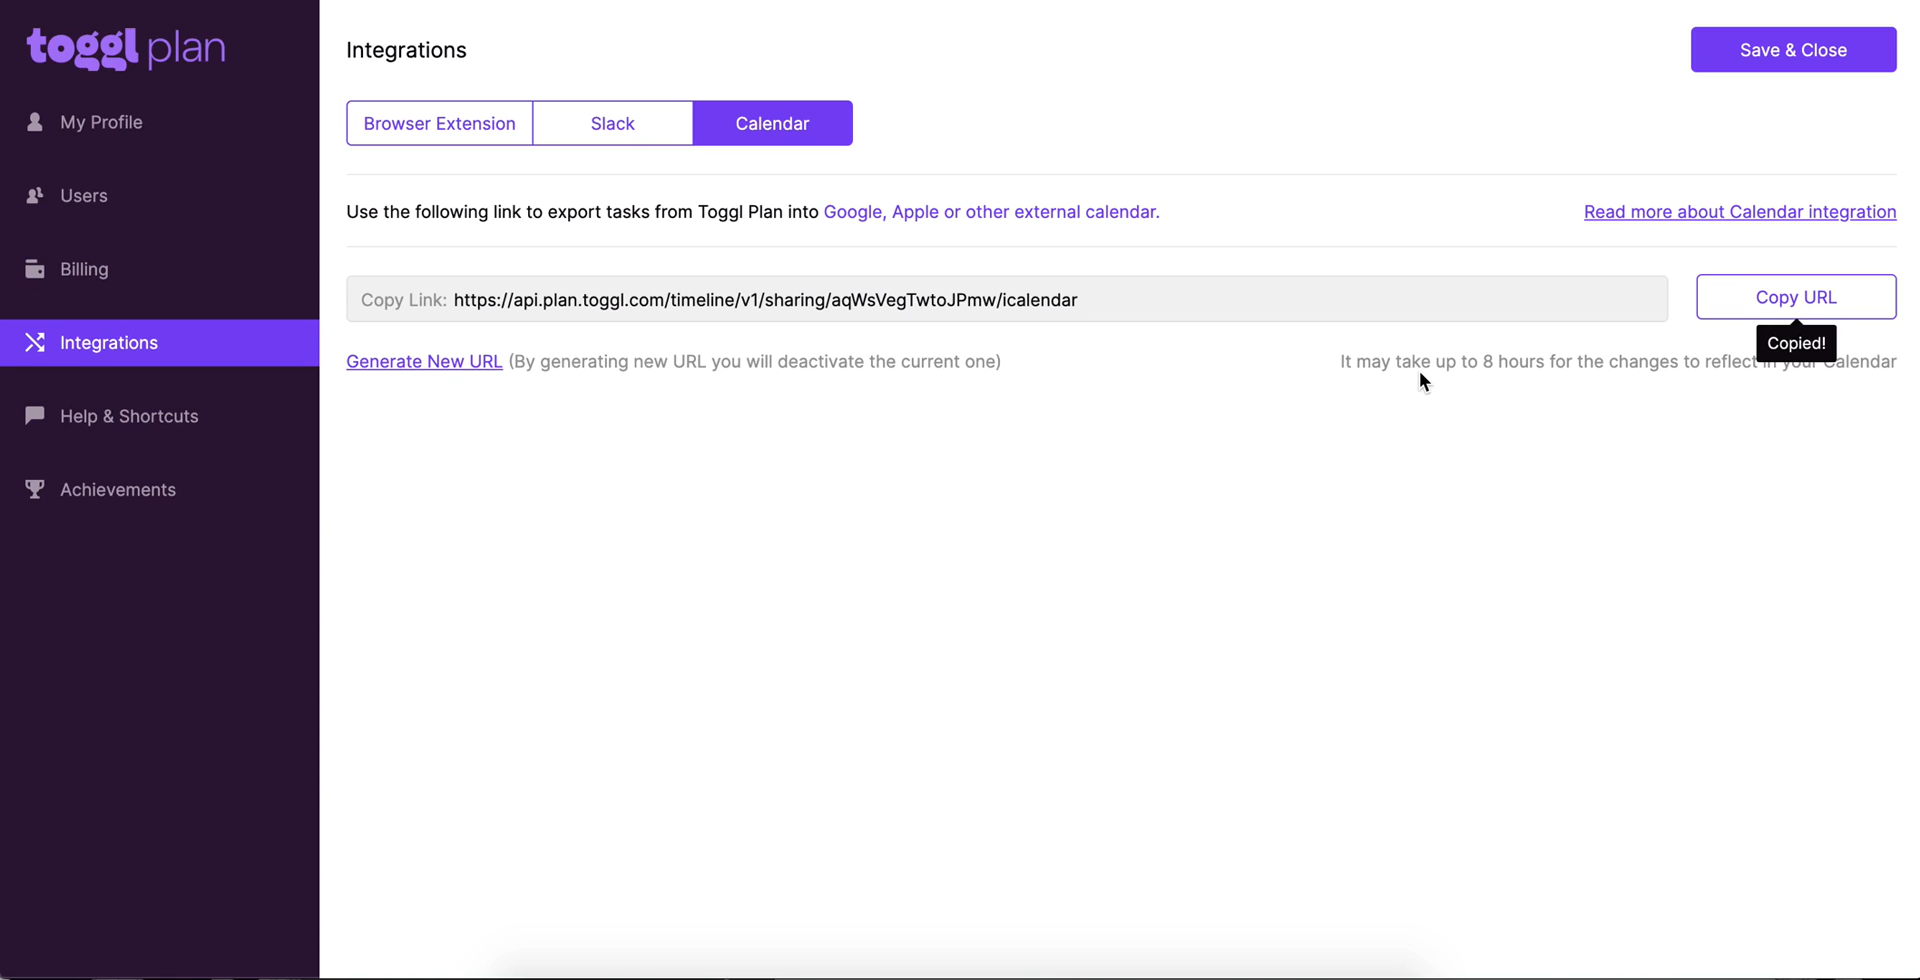 toggl plan
My Profile
Users
Billing
Integrations
Help & Shortcuts
Achievements
Integrations
Save & Close
Browser Extension
Slack
Calendar
Use the following link to export tasks from Toggl Plan into Google, Apple or other external calendar.
Read more about Calendar integration
Copy Link: https://api.plan.toggl.com/timeline/v1/sharing/aqWsVegTwtoJPmw/icalendar
Copy URL
Copied!
Generate New URL (By generating new URL you will deactivate the current one)
It may take up to 8 hours for the changes to reflect in your Calendar